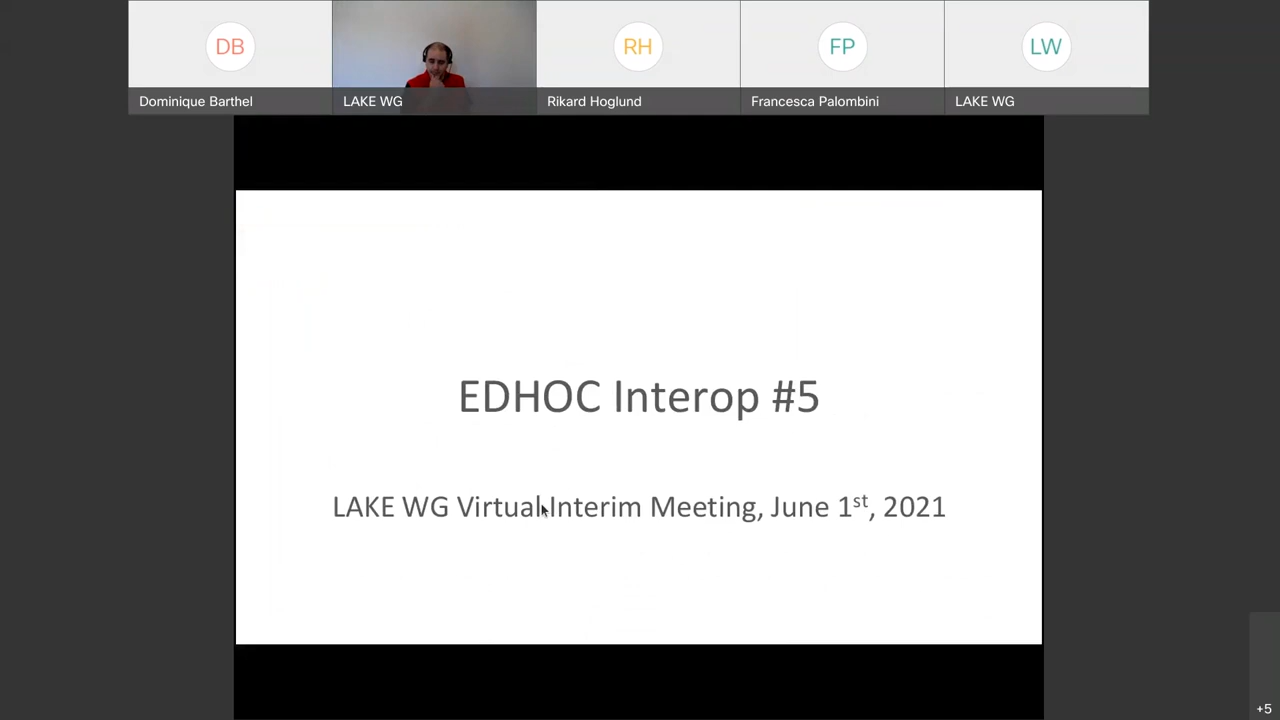 DB
RH
FP
LW
Dominique Barthel
LAKE WG
Rikard Hoglund
Francesca Palombini
LAKE WG
EDHOC Interop #5
LAKE WG Virtual Interim Meeting, June 1st, 2021
+5